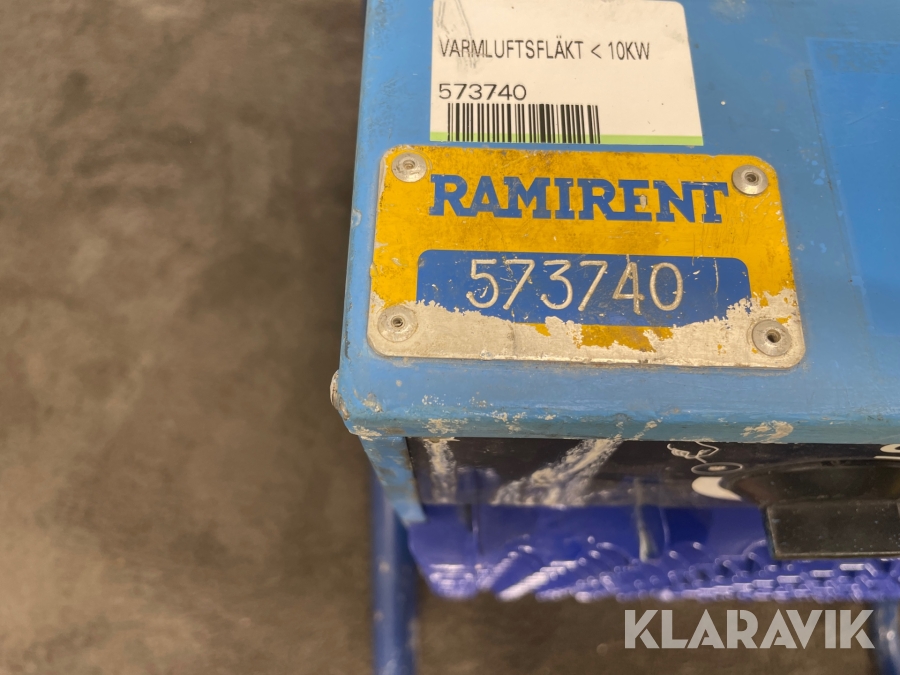 VARMLUFTSFLÄKT < 10KW
573740
RAMIRENT
573740
KLARAVIK